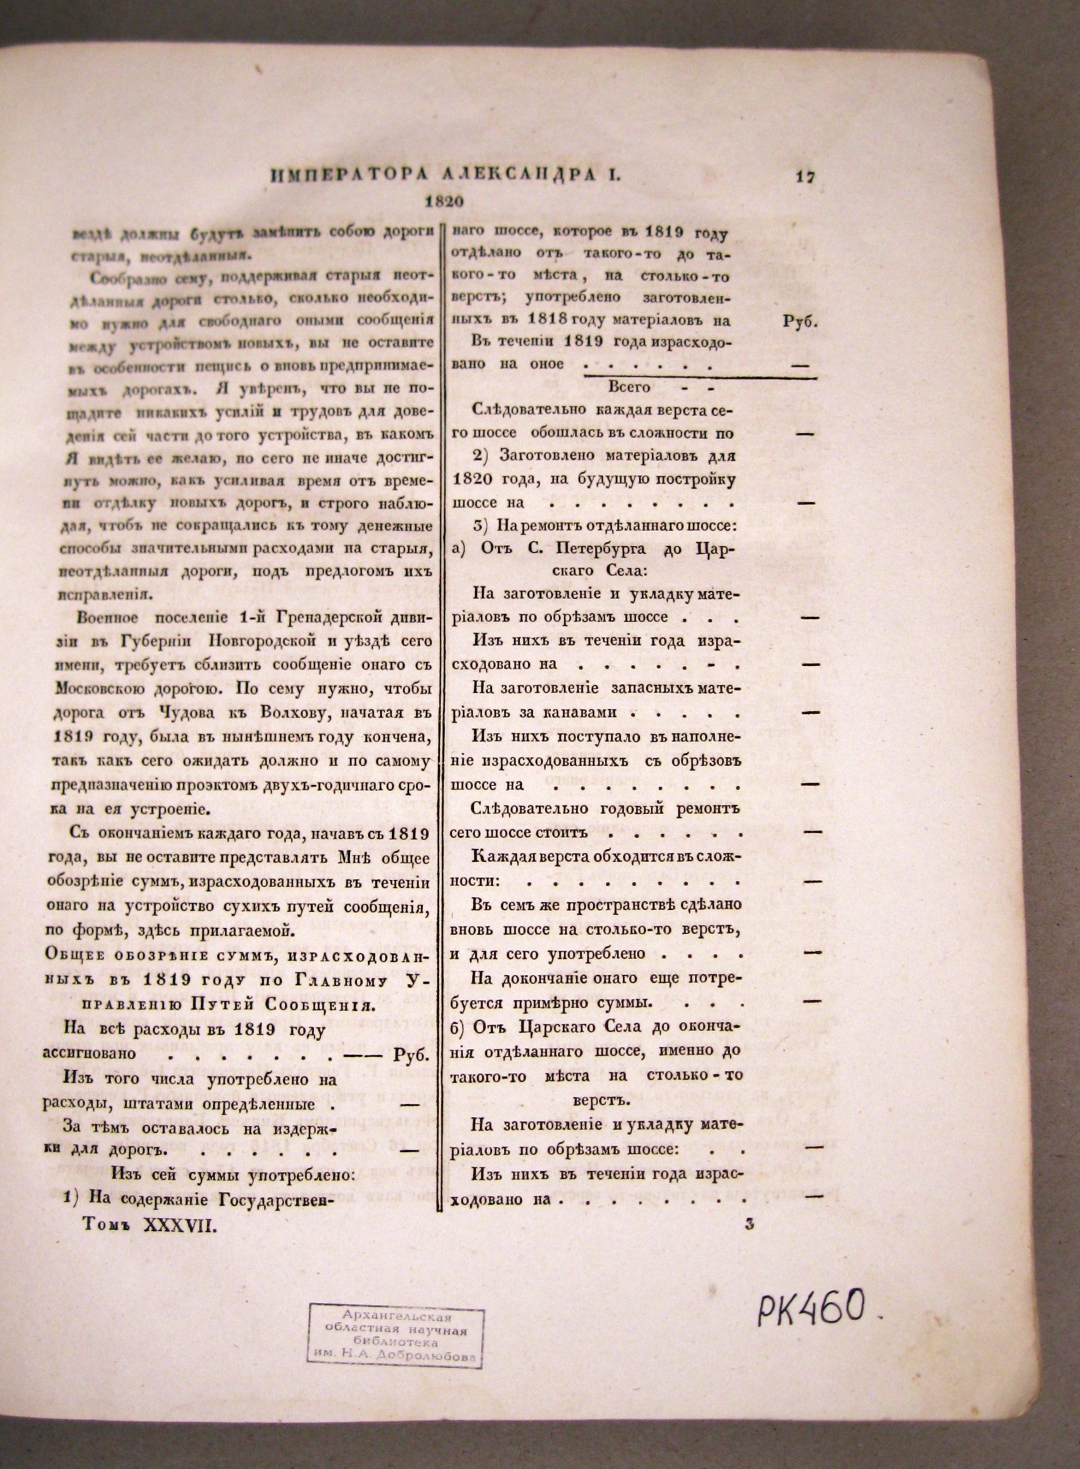 ИМПЕРАТОРА АЛЕКСАНДРА I. 17
1820
вездѣ должны будутъ замѣнить собою дороги
старыя, неотдѣланныя.
Сообразно сему, поддерживая старыя неот-
дѣланныя дороги столько, сколько необходи-
мо нужно для свободнаго оными сообщенія
между устройствомъ новыхъ, вы не оставите
въ особенности пещись о вновь предпринимае-
мыхъ дорогахъ. Я увѣренъ, что вы не по-
щадите никакихъ усилій и трудовъ для дове-
денія сей части до того устройства, въ какомъ
Я видѣть ее желаю, но сего не иначе достиг-
нуть можно, какъ усиливая время отъ време-
ни отдѣлку новыхъ дорогъ, и строго наблю-
дая, чтобъ не сокращались къ тому денежные
способы значительными расходами на старыя,
неотдѣланныя дороги, подъ предлогомъ ихъ
исправленія.
Военное поселеніе 1-й Гренадерской диви-
зіи въ Губерніи Новгородской и уѣздѣ сего
имени, требуетъ сблизить сообщеніе онаго съ
Московскою дорогою. По сему нужно, чтобы
дорога отъ Чудова къ Волхову, начатая въ
1819 году, была въ нынѣшнемъ году кончена,
такъ какъ сего ожидать должно и по самому
предназначенію проэктомъ двухъ-годичнаго сро-
ка на ея устроеніе.
Съ окончаніемъ каждаго года, начавъ съ 1819
года, вы не оставите представлять Мнѣ общее
обозрѣніе суммъ, израсходованныхъ въ теченіи
онаго на устройство сухихъ путей сообщенія,
по формѣ, здѣсь прилагаемой.
Общее обозрѣніе суммъ, израсходован-
ныхъ въ 1819 году по Главному У-
правленію Путей Сообщенія.
На всѣ расходы въ 1819 году
ассигновано . . . . . . . —— Руб.
Изъ того числа употреблено на
расходы, штатами опредѣленные . —
За тѣмъ оставалось на издерж-
ки для дорогъ. . . . . . . —
Изъ сей суммы употреблено:
1) На содержаніе Государствен-
Томъ XXXVII.
наго шоссе, которое въ 1819 году
отдѣлано отъ такого-то до та-
кого-то мѣста, на столько-то
верстъ; употреблено заготовлен-
ныхъ въ 1818 году матеріаловъ на Руб.
Въ теченіи 1819 года израсходо-
вано на оное . . . . . . —
Всего - -
Слѣдовательно каждая верста се-
го шоссе обошлась въ сложности по —
2) Заготовлено матеріаловъ для
1820 года, на будущую постройку
шоссе на . . . . . . . . —
3) На ремонтъ отдѣланнаго шоссе:
а) Отъ С. Петербурга до Цар-
скаго Села:
На заготовленіе и укладку мате-
ріаловъ по обрѣзамъ шоссе . . . —
Изъ нихъ въ теченіи года изра-
сходовано на . . . . . - . —
На заготовленіе запасныхъ мате-
ріаловъ за канавами . . . . . —
Изъ нихъ поступало въ наполне-
ніе израсходованныхъ съ обрѣзовъ
шоссе на . . . . . . . . —
Слѣдовательно годовый ремонтъ
сего шоссе стоитъ . . . . . . —
Каждая верста обходится въ слож-
ности: . . . . . . . . . —
Въ семъ же пространствѣ сдѣлано
вновь шоссе на столько-то верстъ,
и для сего употреблено . . . . —
На докончаніе онаго еще потре-
буется примѣрно суммы. . . . —
б) Отъ Царскаго Села до оконча-
нія отдѣланнаго шоссе, именно до
такого-то мѣста на столько-то
верстъ.
На заготовленіе и укладку мате-
ріаловъ по обрѣзамъ шоссе: . . —
Изъ нихъ въ теченіи года израс-
ходовано на . . . . . . . . —
3
Архангельская
областная научная
библиотека
им. Н.А. Добролюбова
РК460.